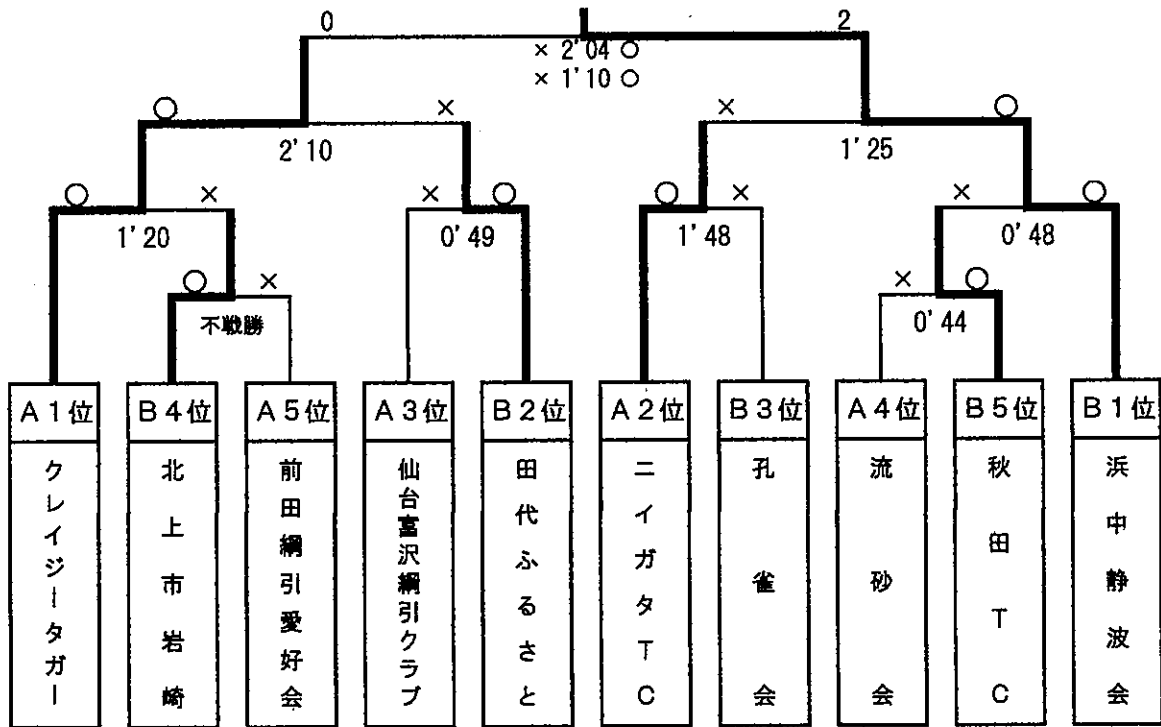 0 2
× 2'04 ○
× 1'10 ○
○ × × ○
2'10 1'25
○ × × ○ ○ × × ○
1'20 0'49 1'48 0'48
○ × × ○
不戦勝 0'44
A1位 B4位 A5位 A3位 B2位 A2位 B3位 A4位 B5位 B1位
クレイジータガー
北上市岩崎
前田綱引愛好会
仙台富沢綱引クラブ
田代ふるさと
ニイガタTC
孔雀会
流砂会
秋田TC
浜中静波会